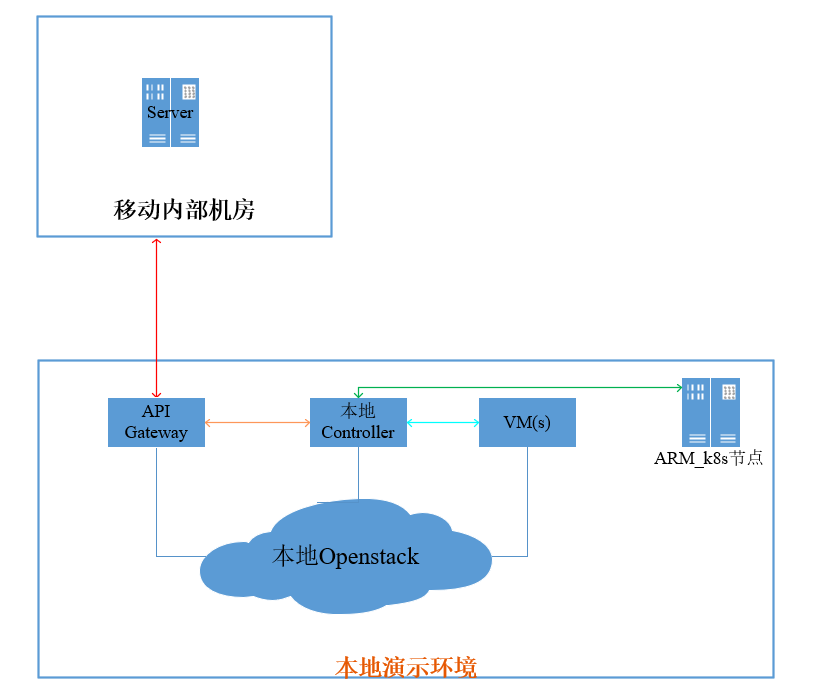 Server
移动内部机房
API
Gateway
本地
Controller
VM(s)
ARM_k8s节点
本地Openstack
本地演示环境